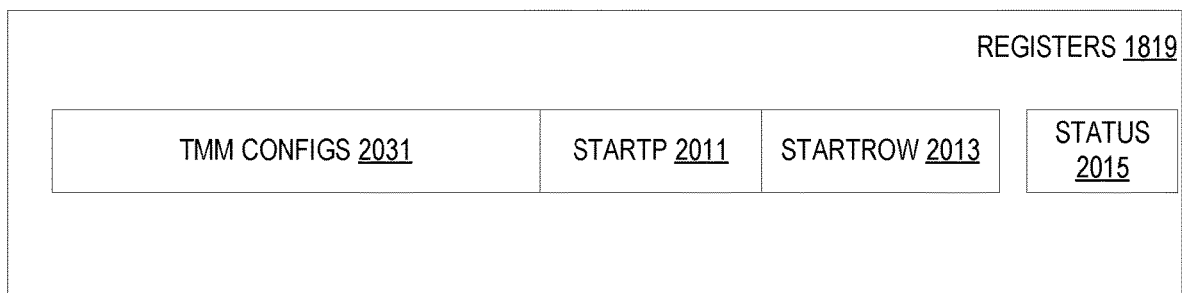 REGISTERS 1819
TMM CONFIGS 2031 STARTP 2011 STARTROW 2013 STATUS
2015